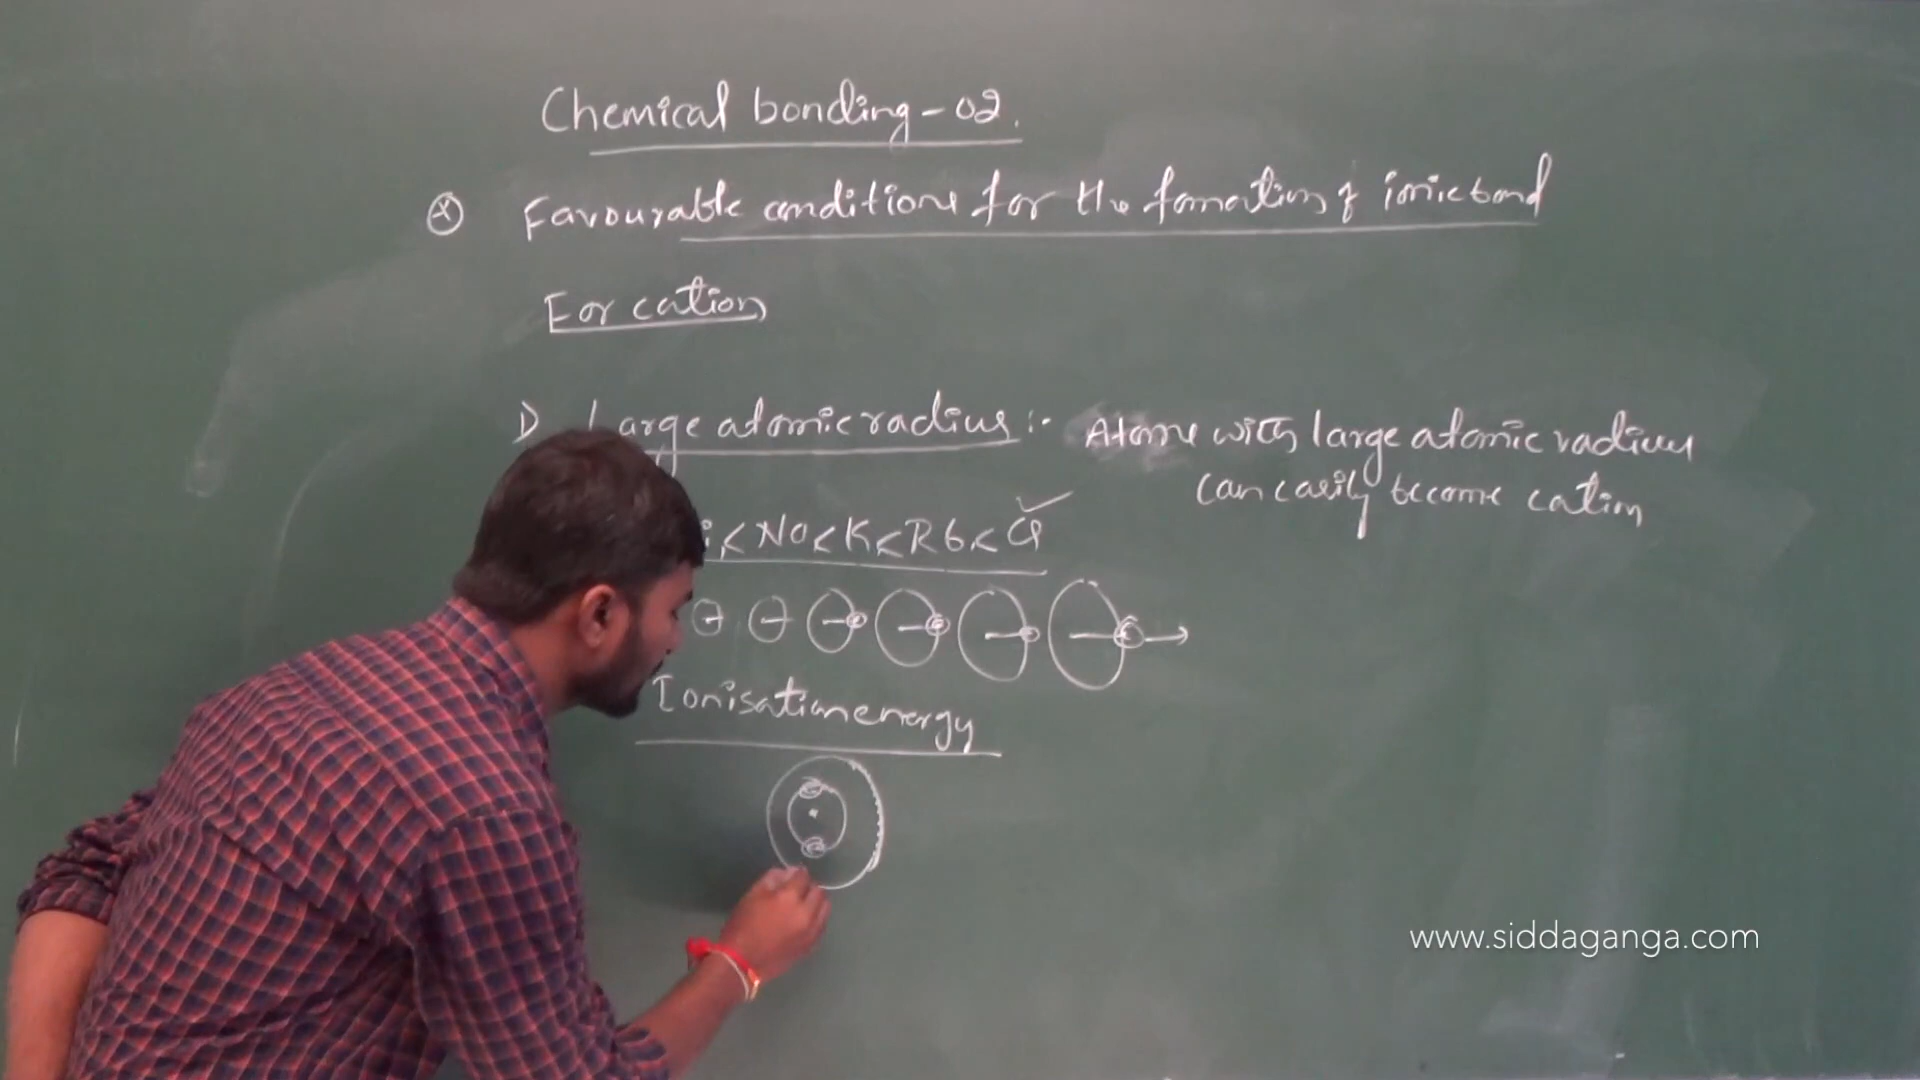 Chemical bonding - 02.
Favourable conditions for the formation of ionic bond
For cation
1) Large atomic radius :- Atoms with large atomic radius
can easily become cation
i < Na < K < Rb < Cs
Ionisation energy
www.siddaganga.com